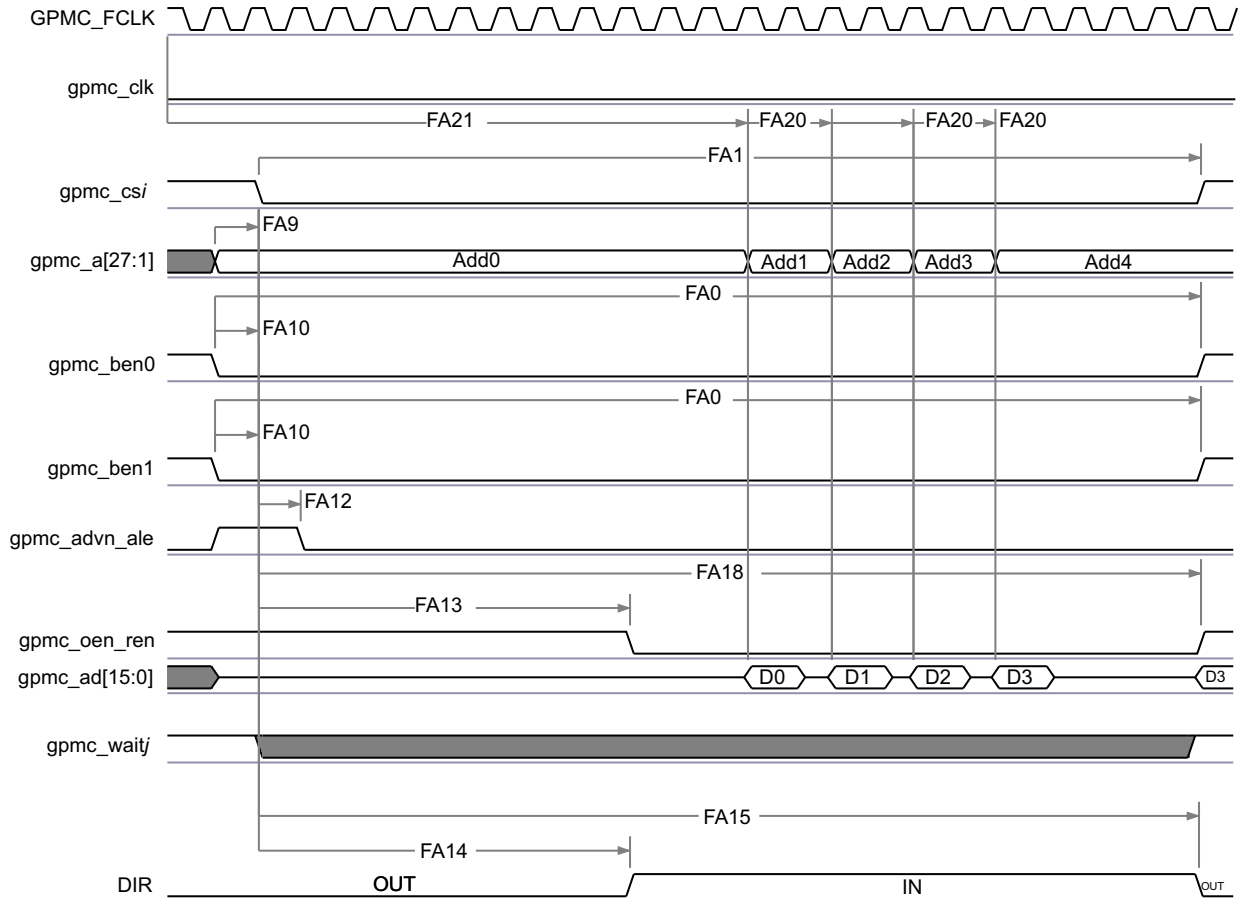 GPMC_FCLK
gpmc_clk
FA21 FA20 FA20 FA20
FA1
gpmc_csi
FA9
gpmc_a[27:1] Add0 Add1 Add2 Add3 Add4
FA0
FA10
gpmc_ben0
FA0
FA10
gpmc_ben1
FA12
gpmc_advn_ale
FA18
FA13
gpmc_oen_ren
gpmc_ad[15:0] D0 D1 D2 D3 D3
gpmc_waitj
FA15
FA14
DIR OUT IN OUT